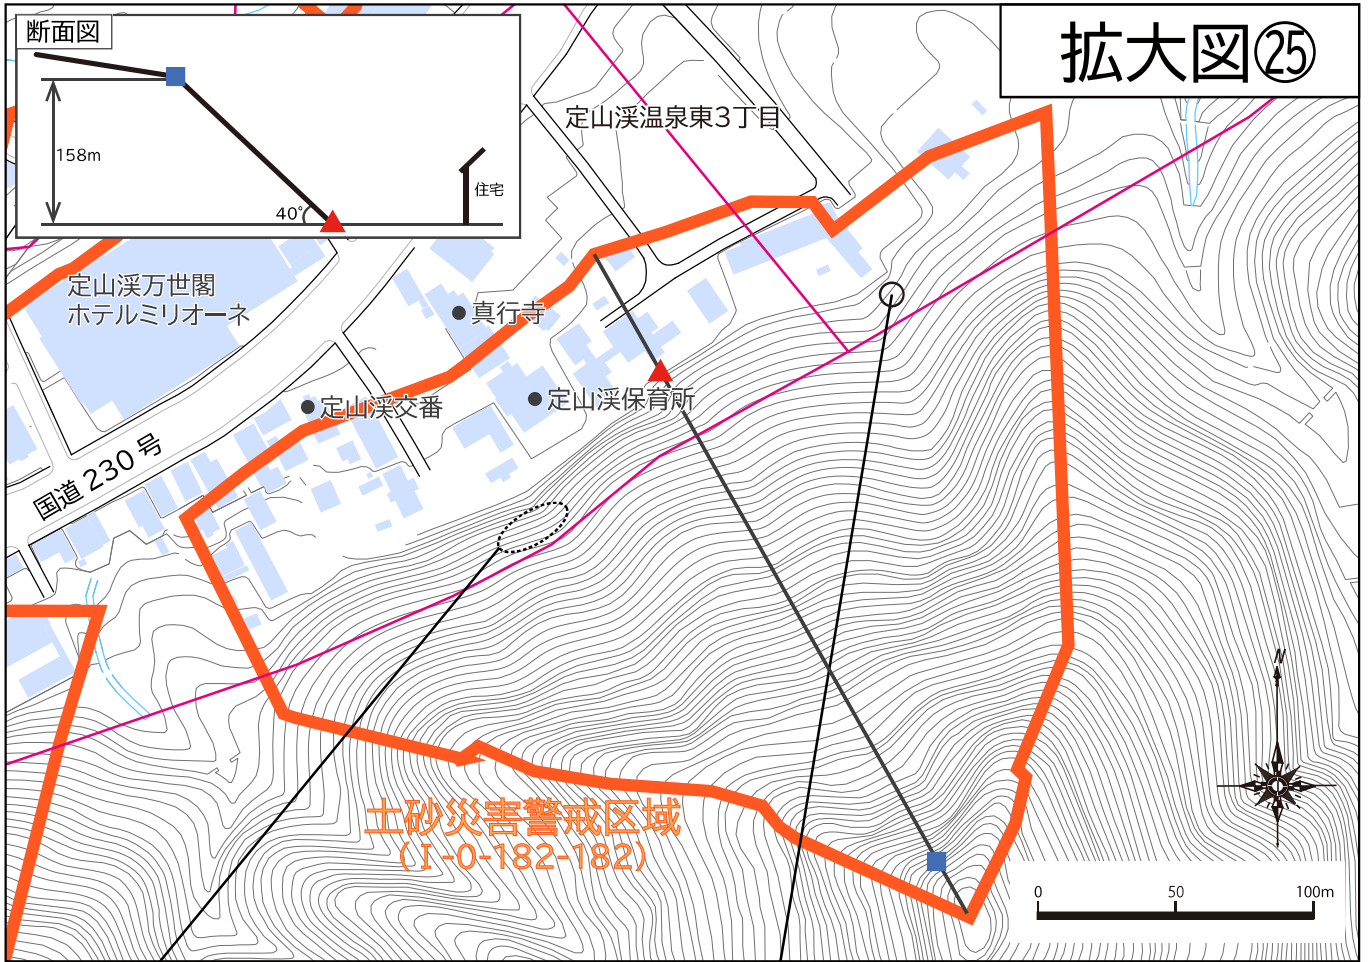 断面図
158m
40°
住宅
拡大図㉕
定山渓温泉東3丁目
定山渓万世閣
ホテルミリオーネ
真行寺
定山渓保育所
定山渓交番
国道 230 号
土砂災害警戒区域
(Ⅰ-0-182-182)
N
0 50 100m